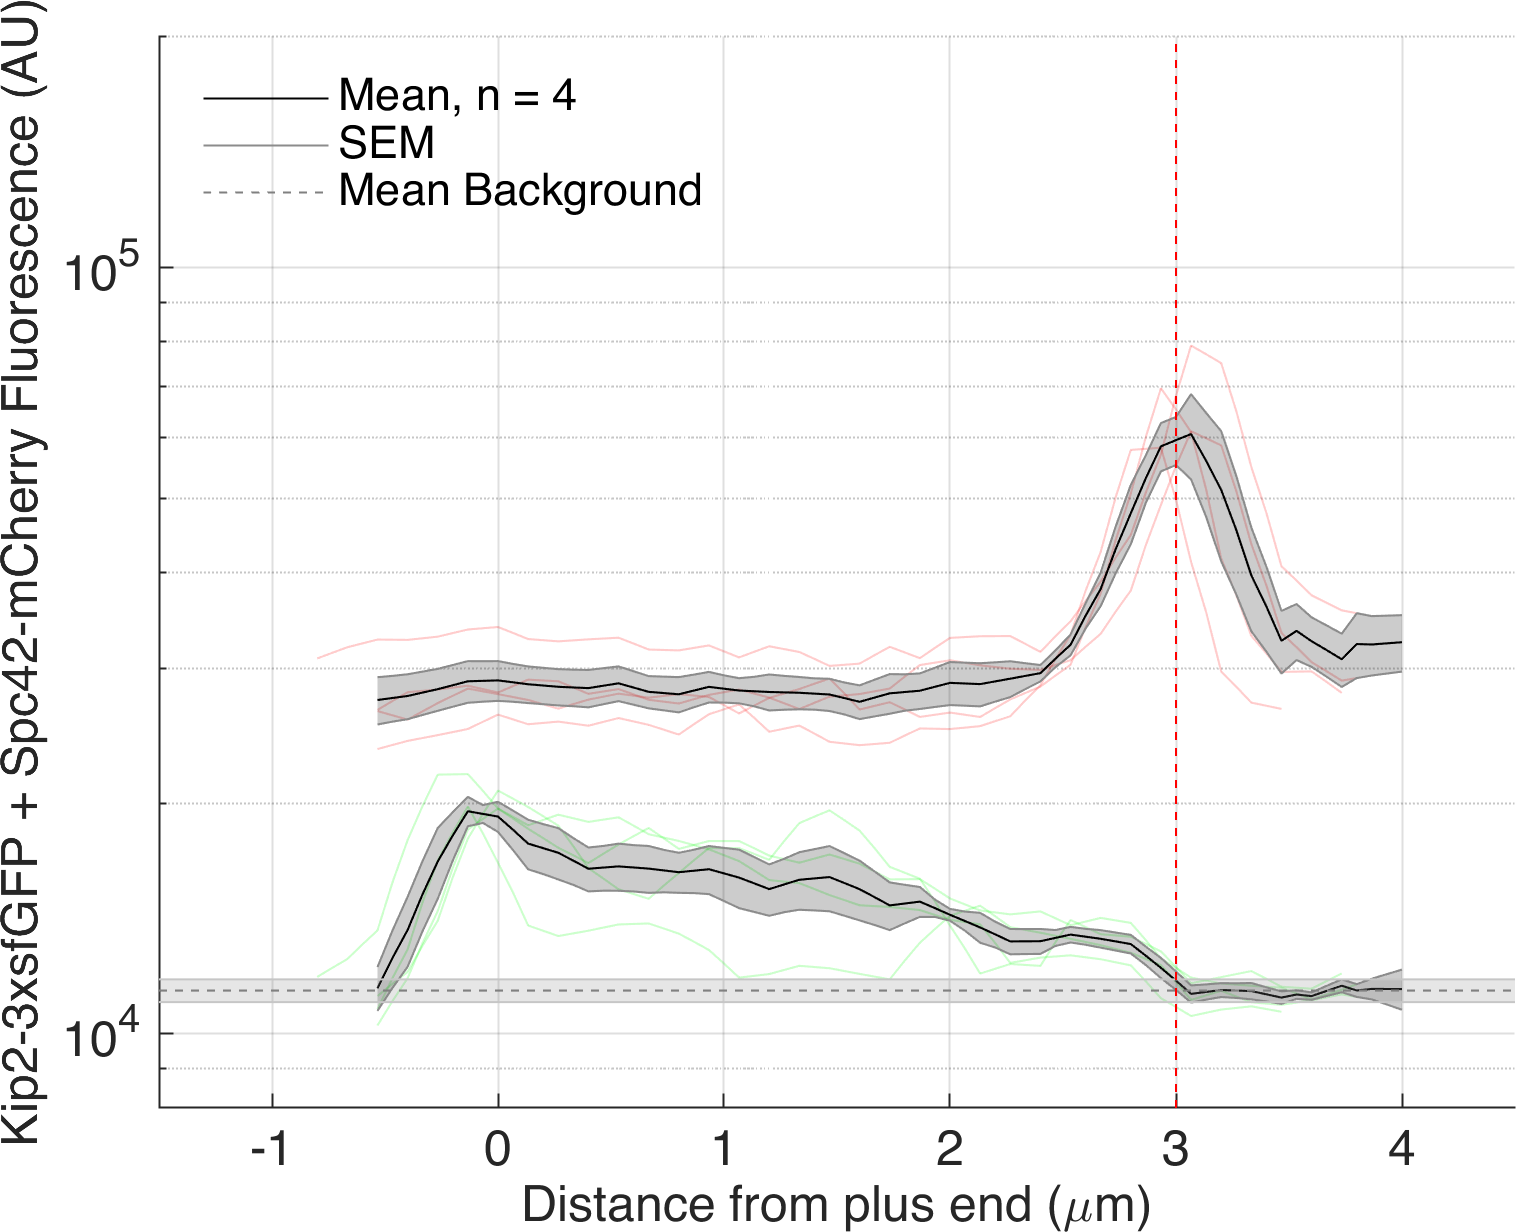 Kip2-3xsfGFP + Spc42-mCherry Fluorescence (AU)
Mean, n = 4
SEM
Mean Background
10^5
10^4
-1 0 1 2 3 4
Distance from plus end (μm)